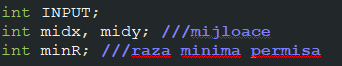 int INPUT;
int midx, midy; ///mijloace
int minR; ///raza minima permisa